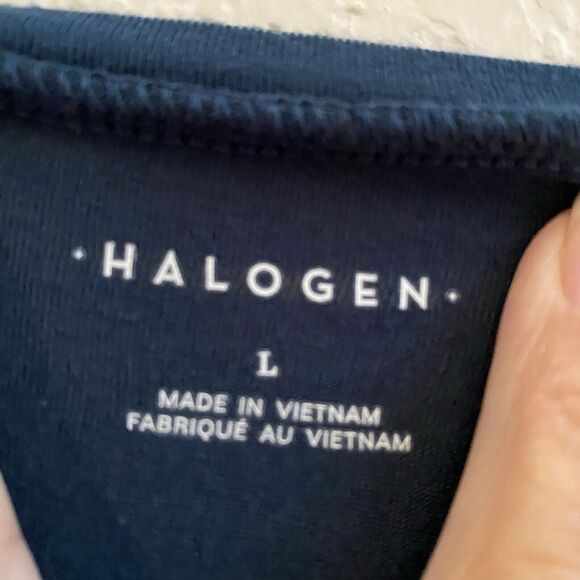 · HALOGEN ·
L
MADE IN VIETNAM
FABRIQUÉ AU VIETNAM